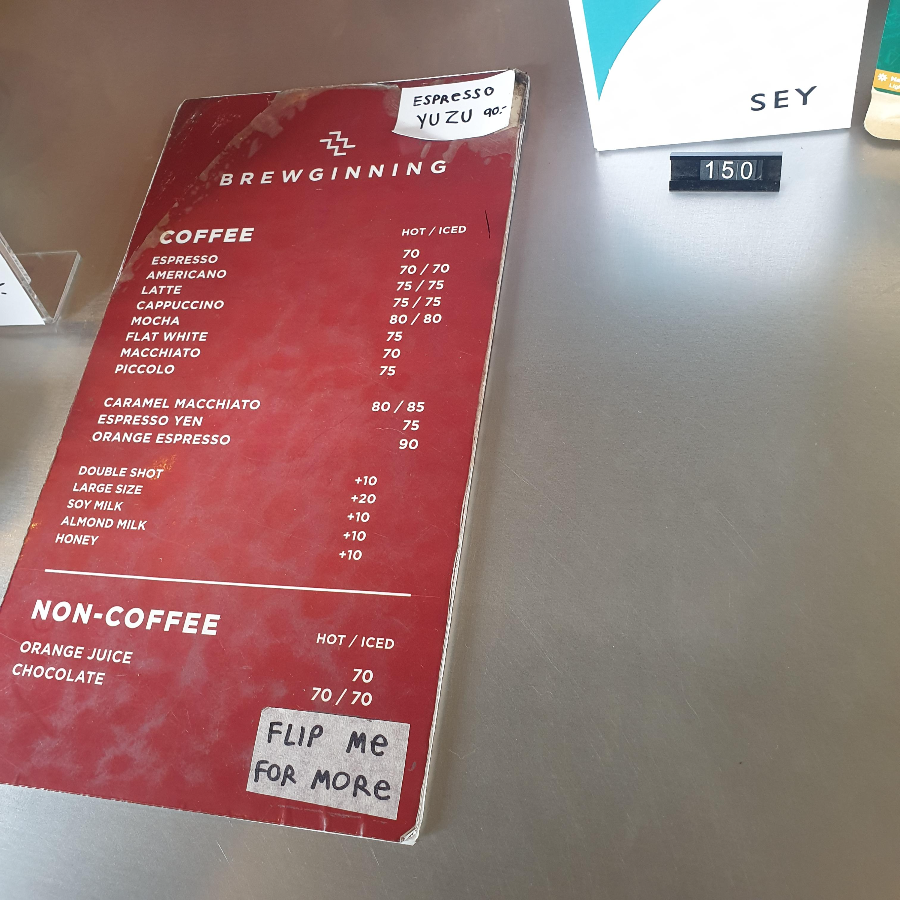 ESPRESSO
YUZU 90.-
BREWGINNING
COFFEE HOT / ICED
ESPRESSO 70
AMERICANO 70 / 70
LATTE 75 / 75
CAPPUCCINO 75 / 75
MOCHA 80 / 80
FLAT WHITE 75
MACCHIATO 70
PICCOLO 75
CARAMEL MACCHIATO 80 / 85
ESPRESSO YEN 75
ORANGE ESPRESSO 90
DOUBLE SHOT +10
LARGE SIZE +20
SOY MILK +10
ALMOND MILK +10
HONEY +10
NON-COFFEE HOT / ICED
ORANGE JUICE 70
CHOCOLATE 70 / 70
FLIP ME
FOR MORE
SEY
150